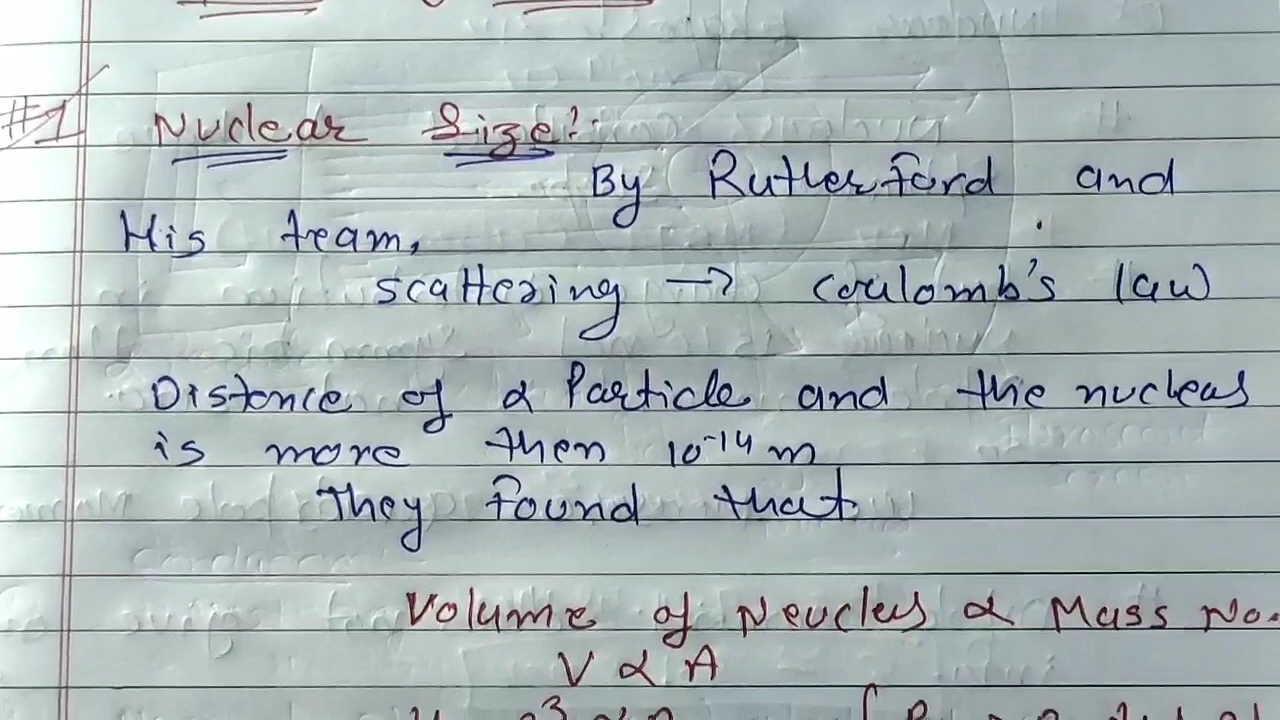 #1 Nuclear Size:-
By Rutherford and
His team,
scattering → coulomb's law
Distance of α Particle and the nucleus
is more then 10⁻¹⁴ m
They found that
Volume of Neucleus α Mass No.
V α A